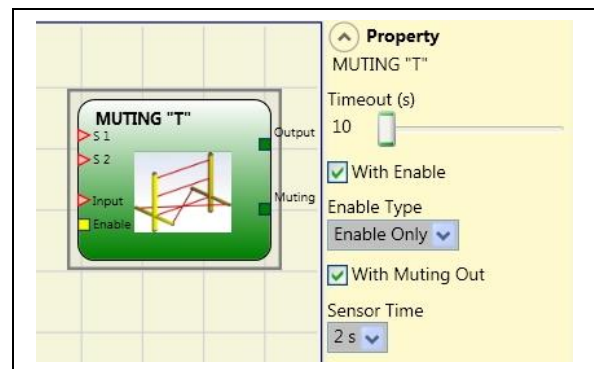 MUTING "T"
S 1
S 2
Input
Enable
Output
Muting
Property
MUTING "T"
Timeout (s)
10
With Enable
Enable Type
Enable Only
With Muting Out
Sensor Time
2 s